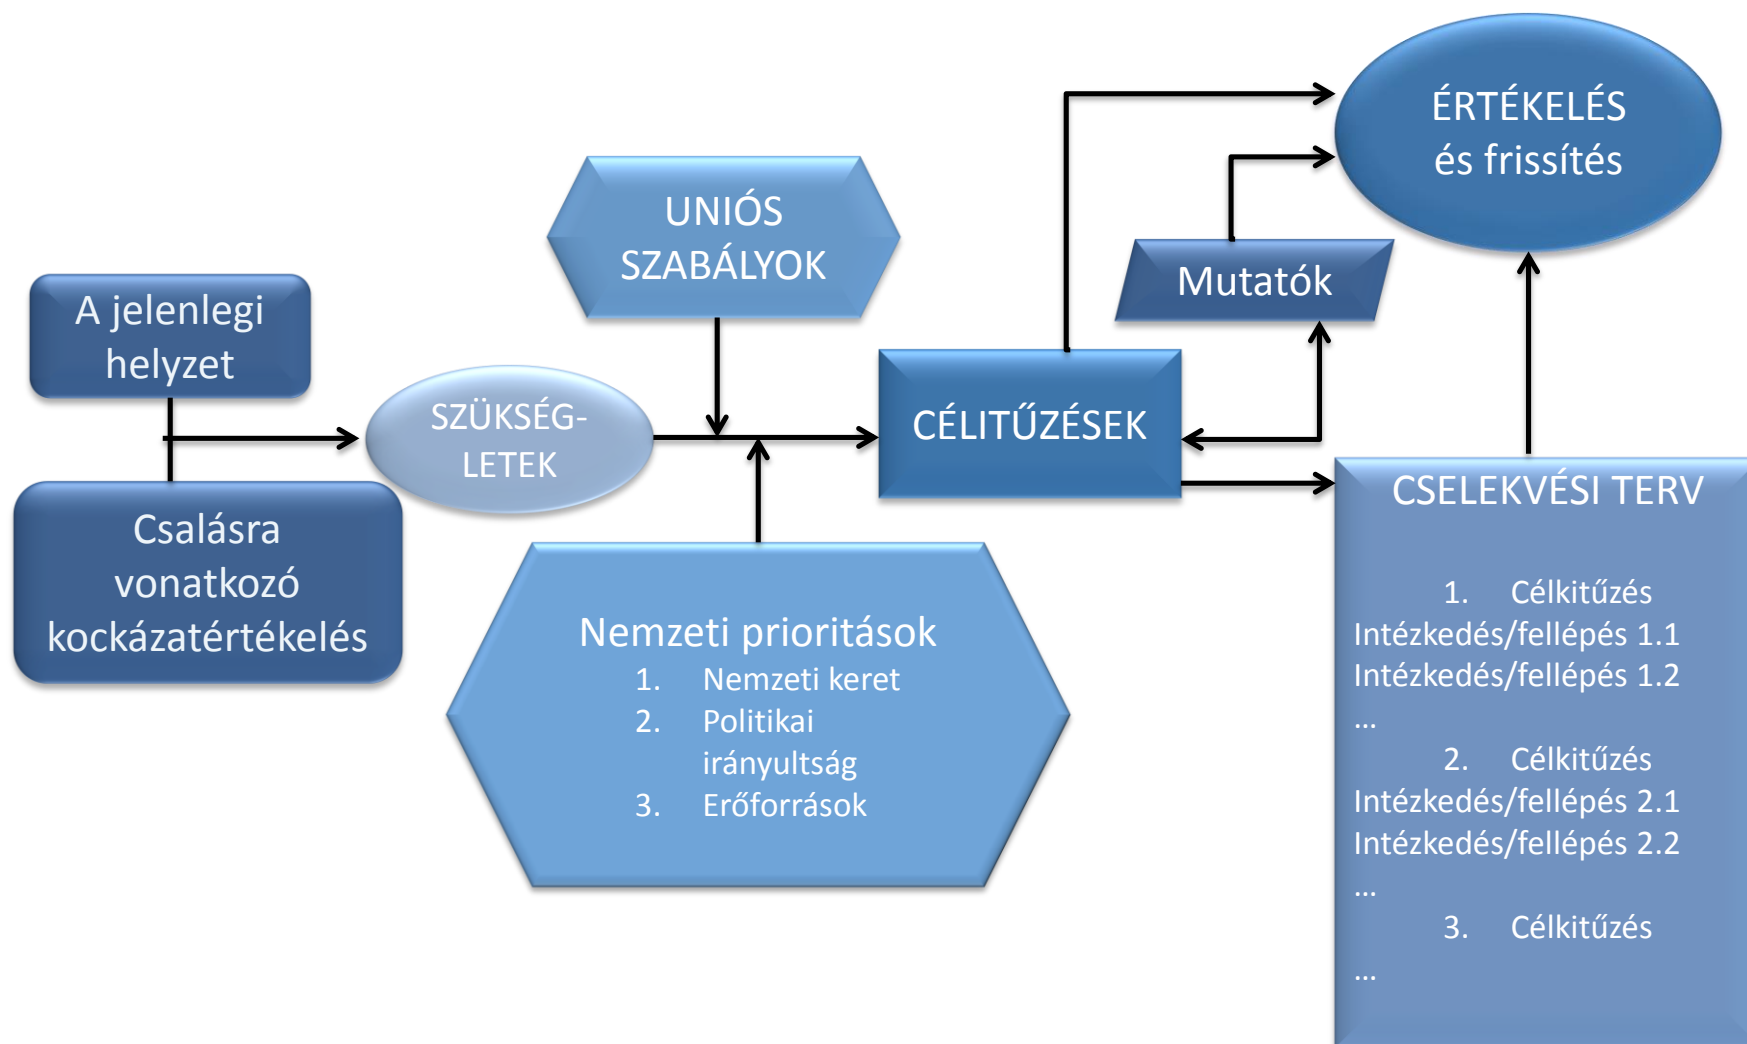 A jelenlegi
helyzet
Csalásra
vonatkozó
kockázatértékelés
SZÜKSÉG-
LETEK
UNIÓS
SZABÁLYOK
Nemzeti prioritások
1. Nemzeti keret
2. Politikai
irányultság
3. Erőforrások
CÉLITŰZÉSEK
Mutatók
ÉRTÉKELÉS
és frissítés
CSELEKVÉSI TERV
1. Célkitűzés
Intézkedés/fellépés 1.1
Intézkedés/fellépés 1.2
...
2. Célkitűzés
Intézkedés/fellépés 2.1
Intézkedés/fellépés 2.2
...
3. Célkitűzés
...